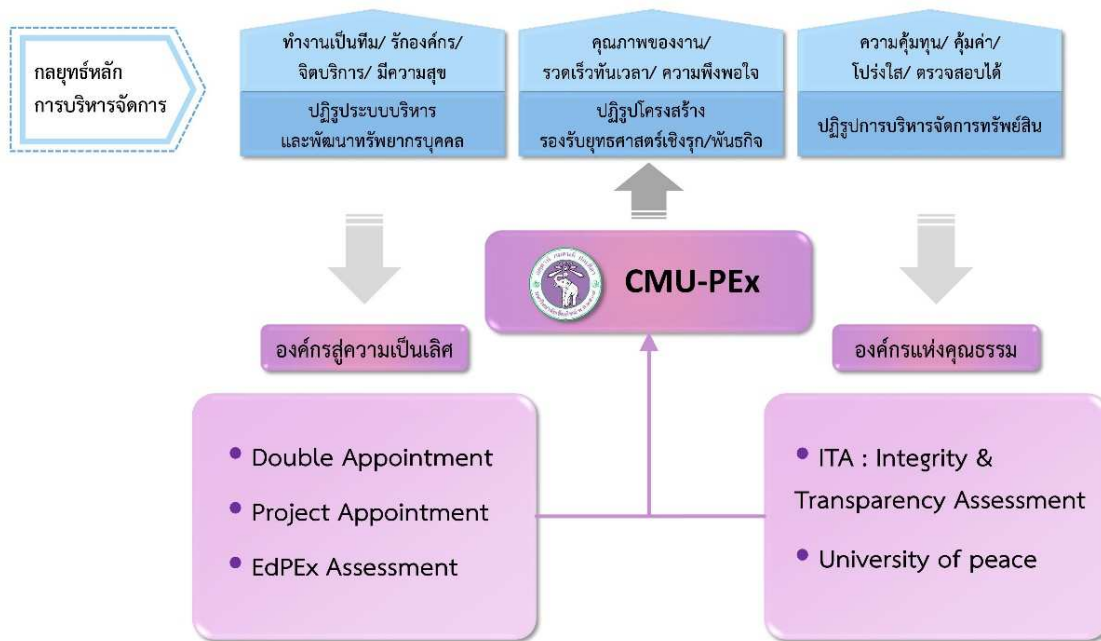 กลยุทธ์หลัก
การบริหารจัดการ
ทำงานเป็นทีม/ รักองค์กร/
จิตบริการ/ มีความสุข
ปฏิรูประบบบริหาร
และพัฒนาทรัพยากรบุคคล
คุณภาพของงาน/
รวดเร็วทันเวลา/ ความพึงพอใจ
ปฏิรูปโครงสร้าง
รองรับยุทธศาสตร์เชิงรุก/พันธกิจ
ความคุ้มทุน/ คุ้มค่า/
โปร่งใส/ ตรวจสอบได้
ปฏิรูปการบริหารจัดการทรัพย์สิน
CMU-PEx
องค์กรสู่ความเป็นเลิศ
• Double Appointment
• Project Appointment
• EdPEx Assessment
องค์กรแห่งคุณธรรม
• ITA : Integrity &
Transparency Assessment
• University of peace